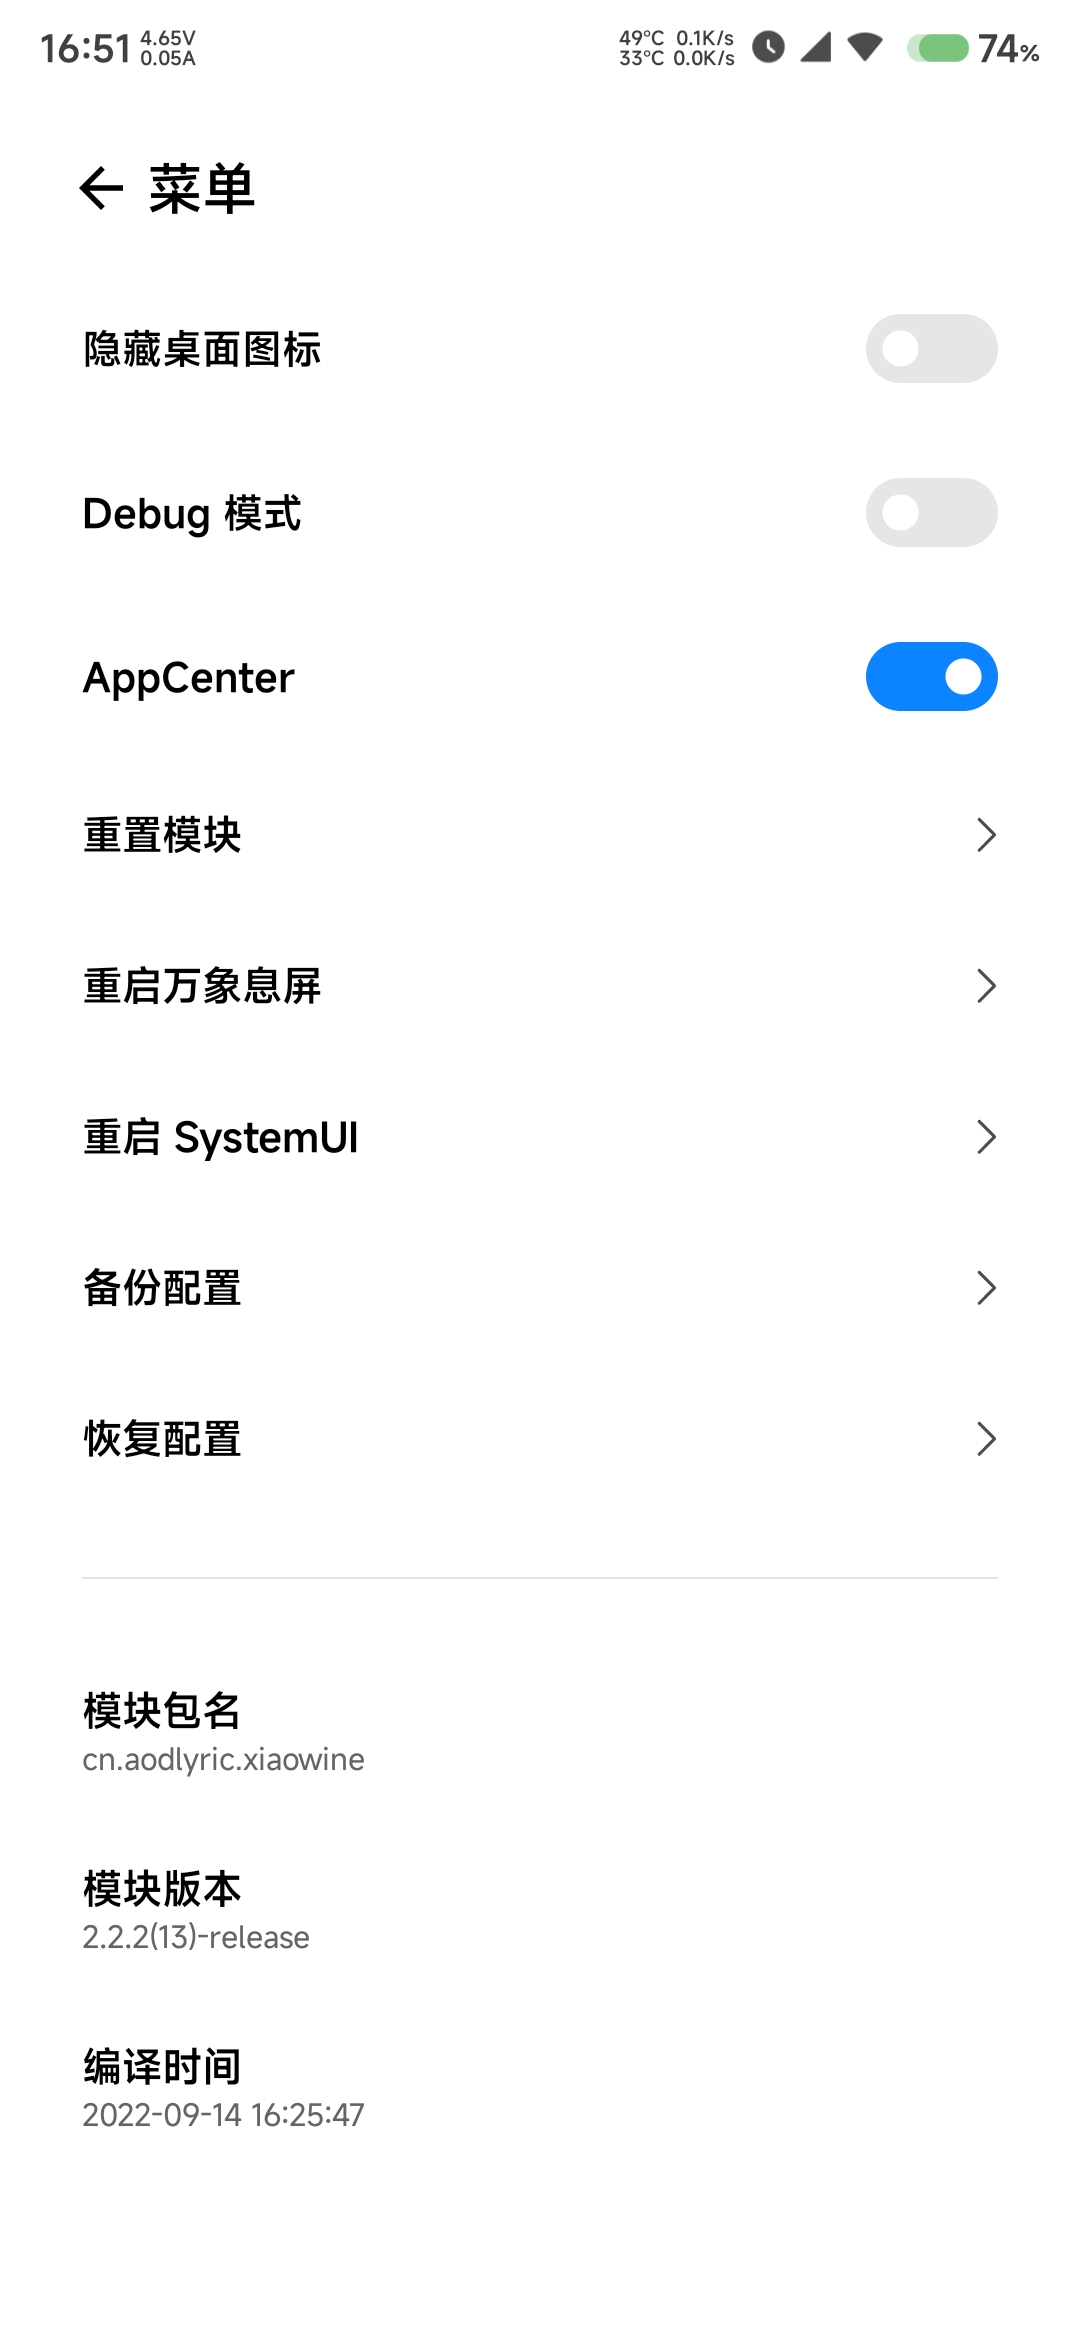 16:51 4.65V 0.05A 49°C 0.1K/s 33°C 0.0K/s 74%
菜单
隐藏桌面图标
Debug 模式
AppCenter
重置模块
重启万象息屏
重启 SystemUI
备份配置
恢复配置
模块包名
cn.aodlyric.xiaowine
模块版本
2.2.2(13)-release
编译时间
2022-09-14 16:25:47